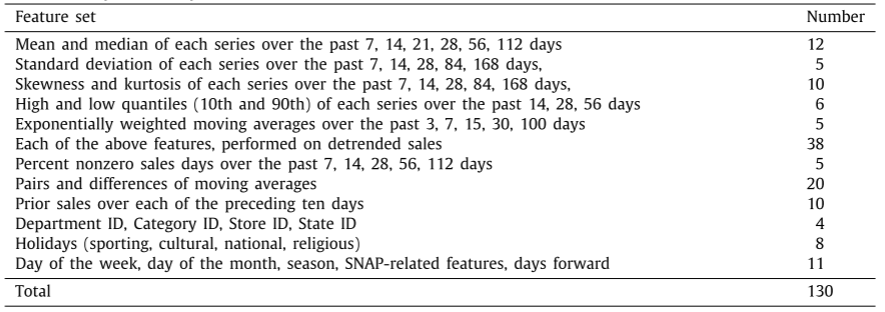 Feature set Number
Mean and median of each series over the past 7, 14, 21, 28, 56, 112 days 12
Standard deviation of each series over the past 7, 14, 28, 84, 168 days, 5
Skewness and kurtosis of each series over the past 7, 14, 28, 84, 168 days, 10
High and low quantiles (10th and 90th) of each series over the past 14, 28, 56 days 6
Exponentially weighted moving averages over the past 3, 7, 15, 30, 100 days 5
Each of the above features, performed on detrended sales 38
Percent nonzero sales days over the past 7, 14, 28, 56, 112 days 5
Pairs and differences of moving averages 20
Prior sales over each of the preceding ten days 10
Department ID, Category ID, Store ID, State ID 4
Holidays (sporting, cultural, national, religious) 8
Day of the week, day of the month, season, SNAP-related features, days forward 11
Total 130